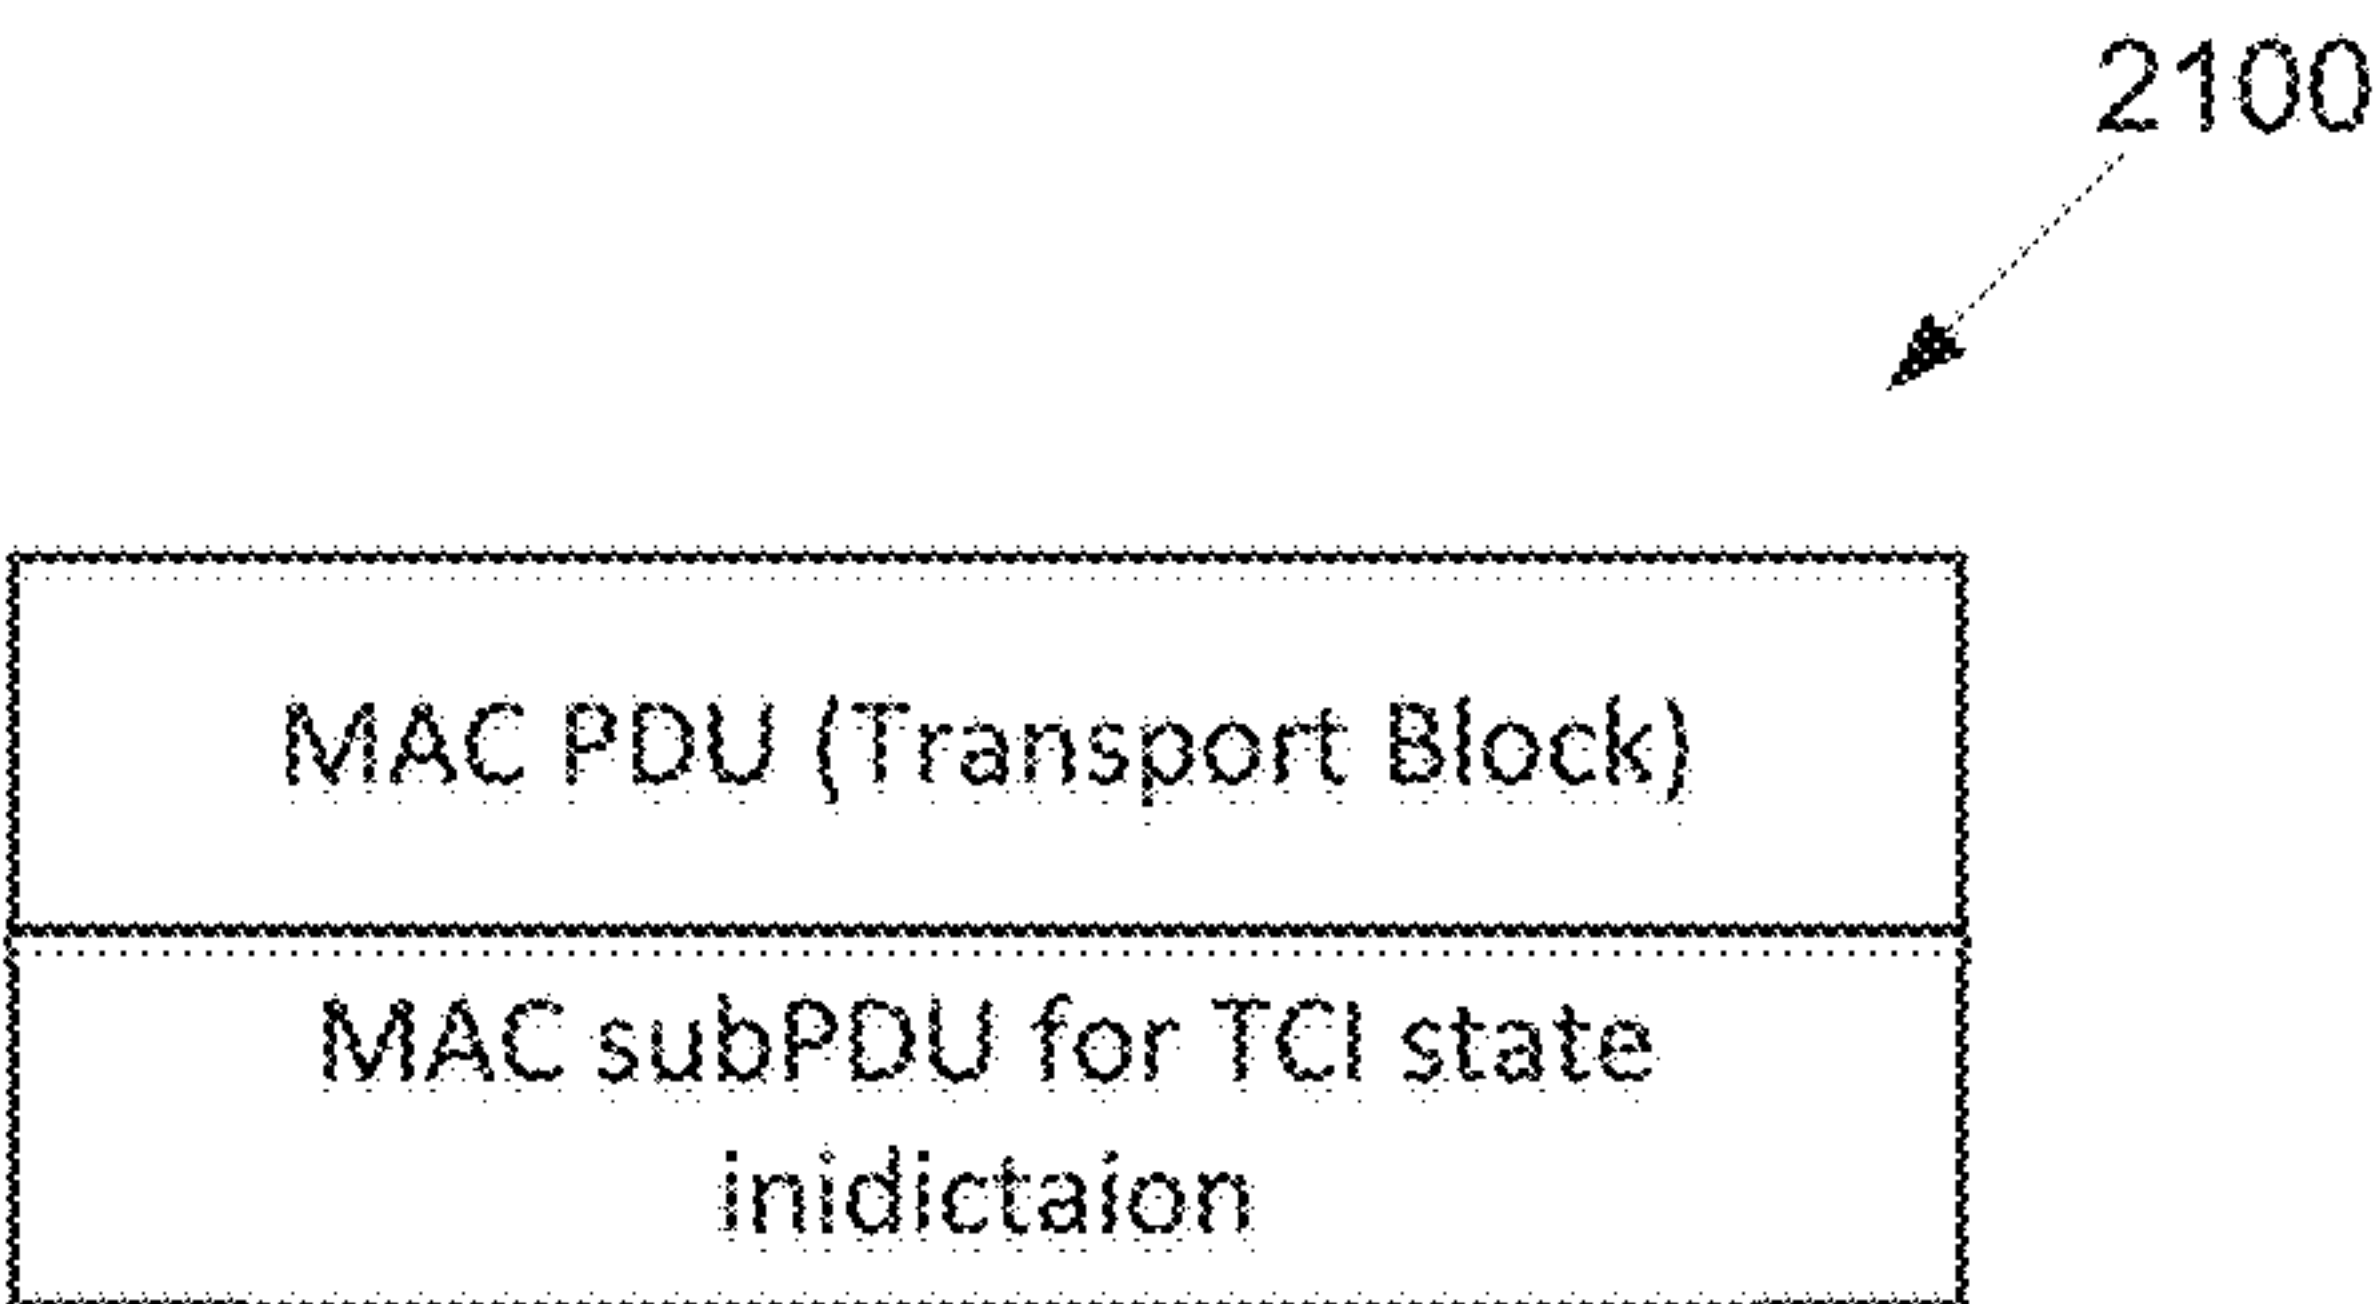 2100
MAC PDU (Transport Block)
MAC subPDU for TCI state
inidictaion